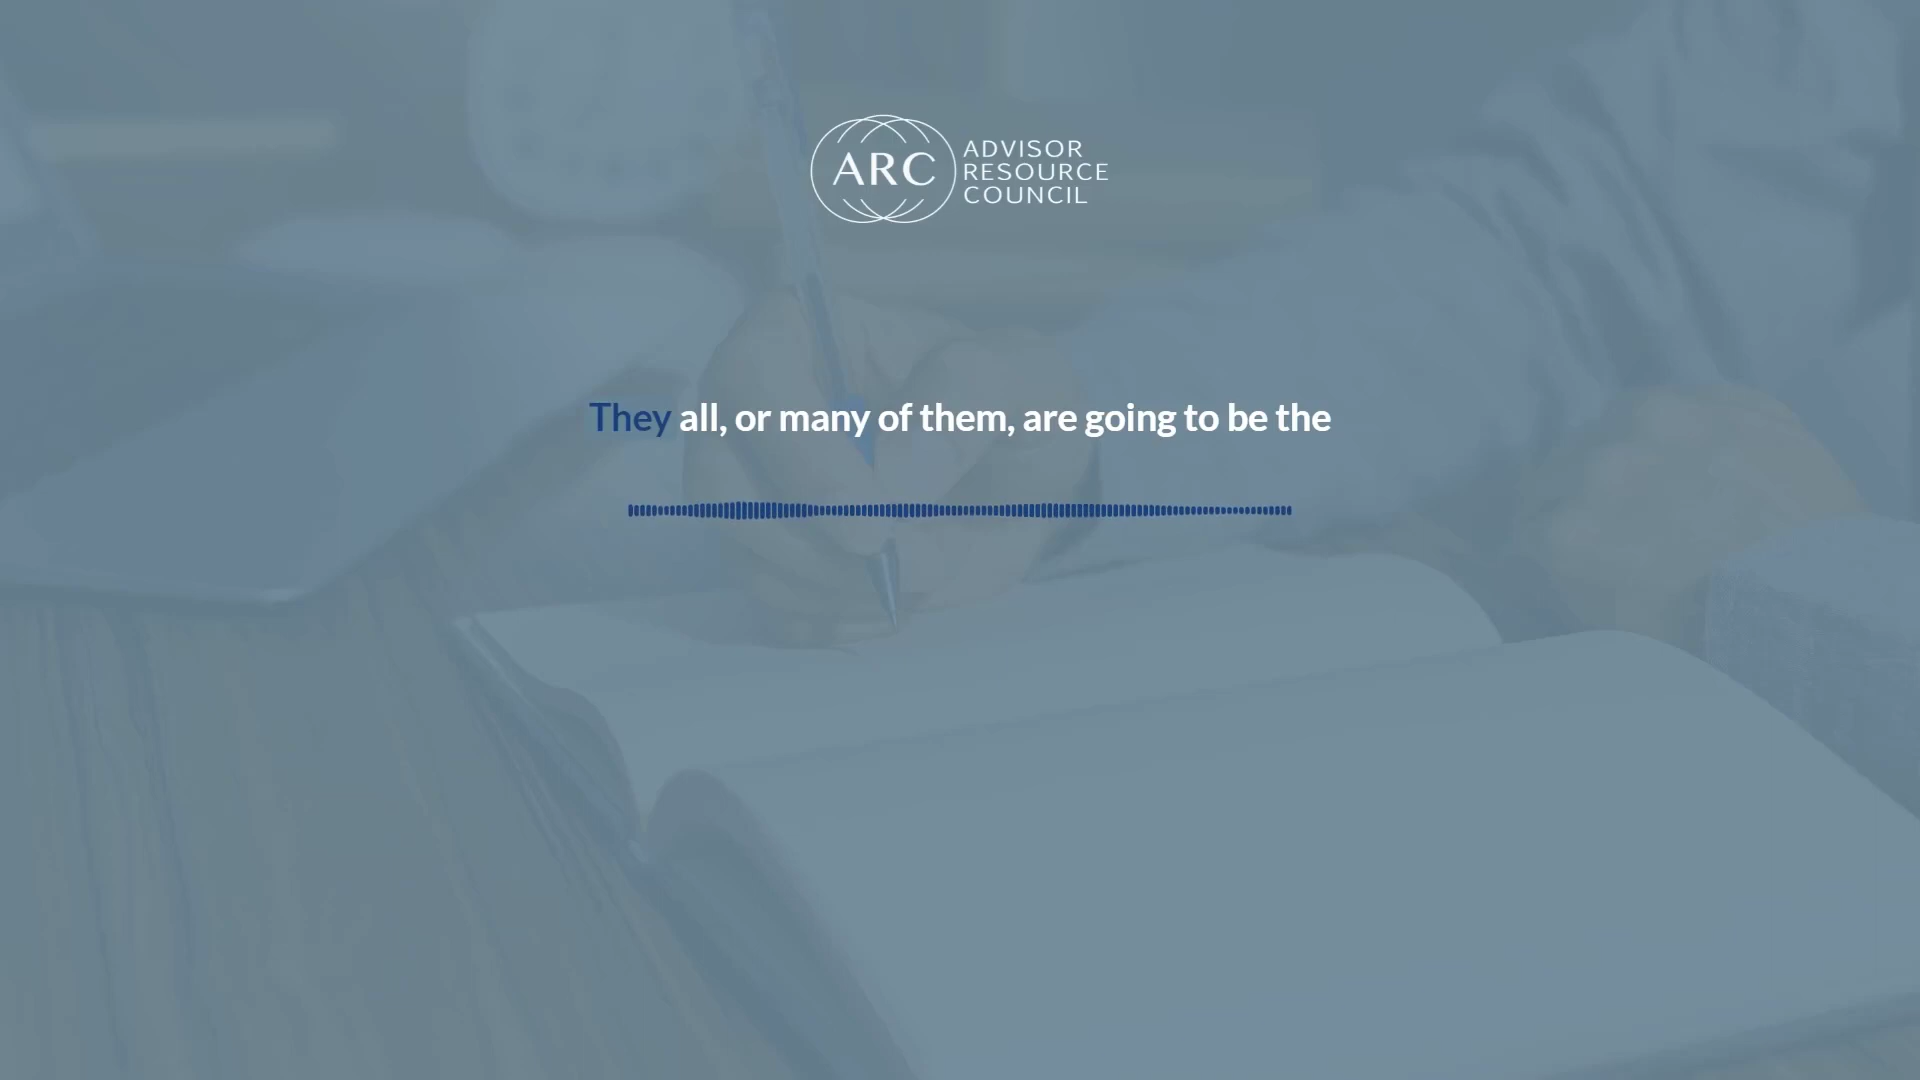 ARC
ADVISOR
RESOURCE
COUNCIL
They all, or many of them, are going to be the